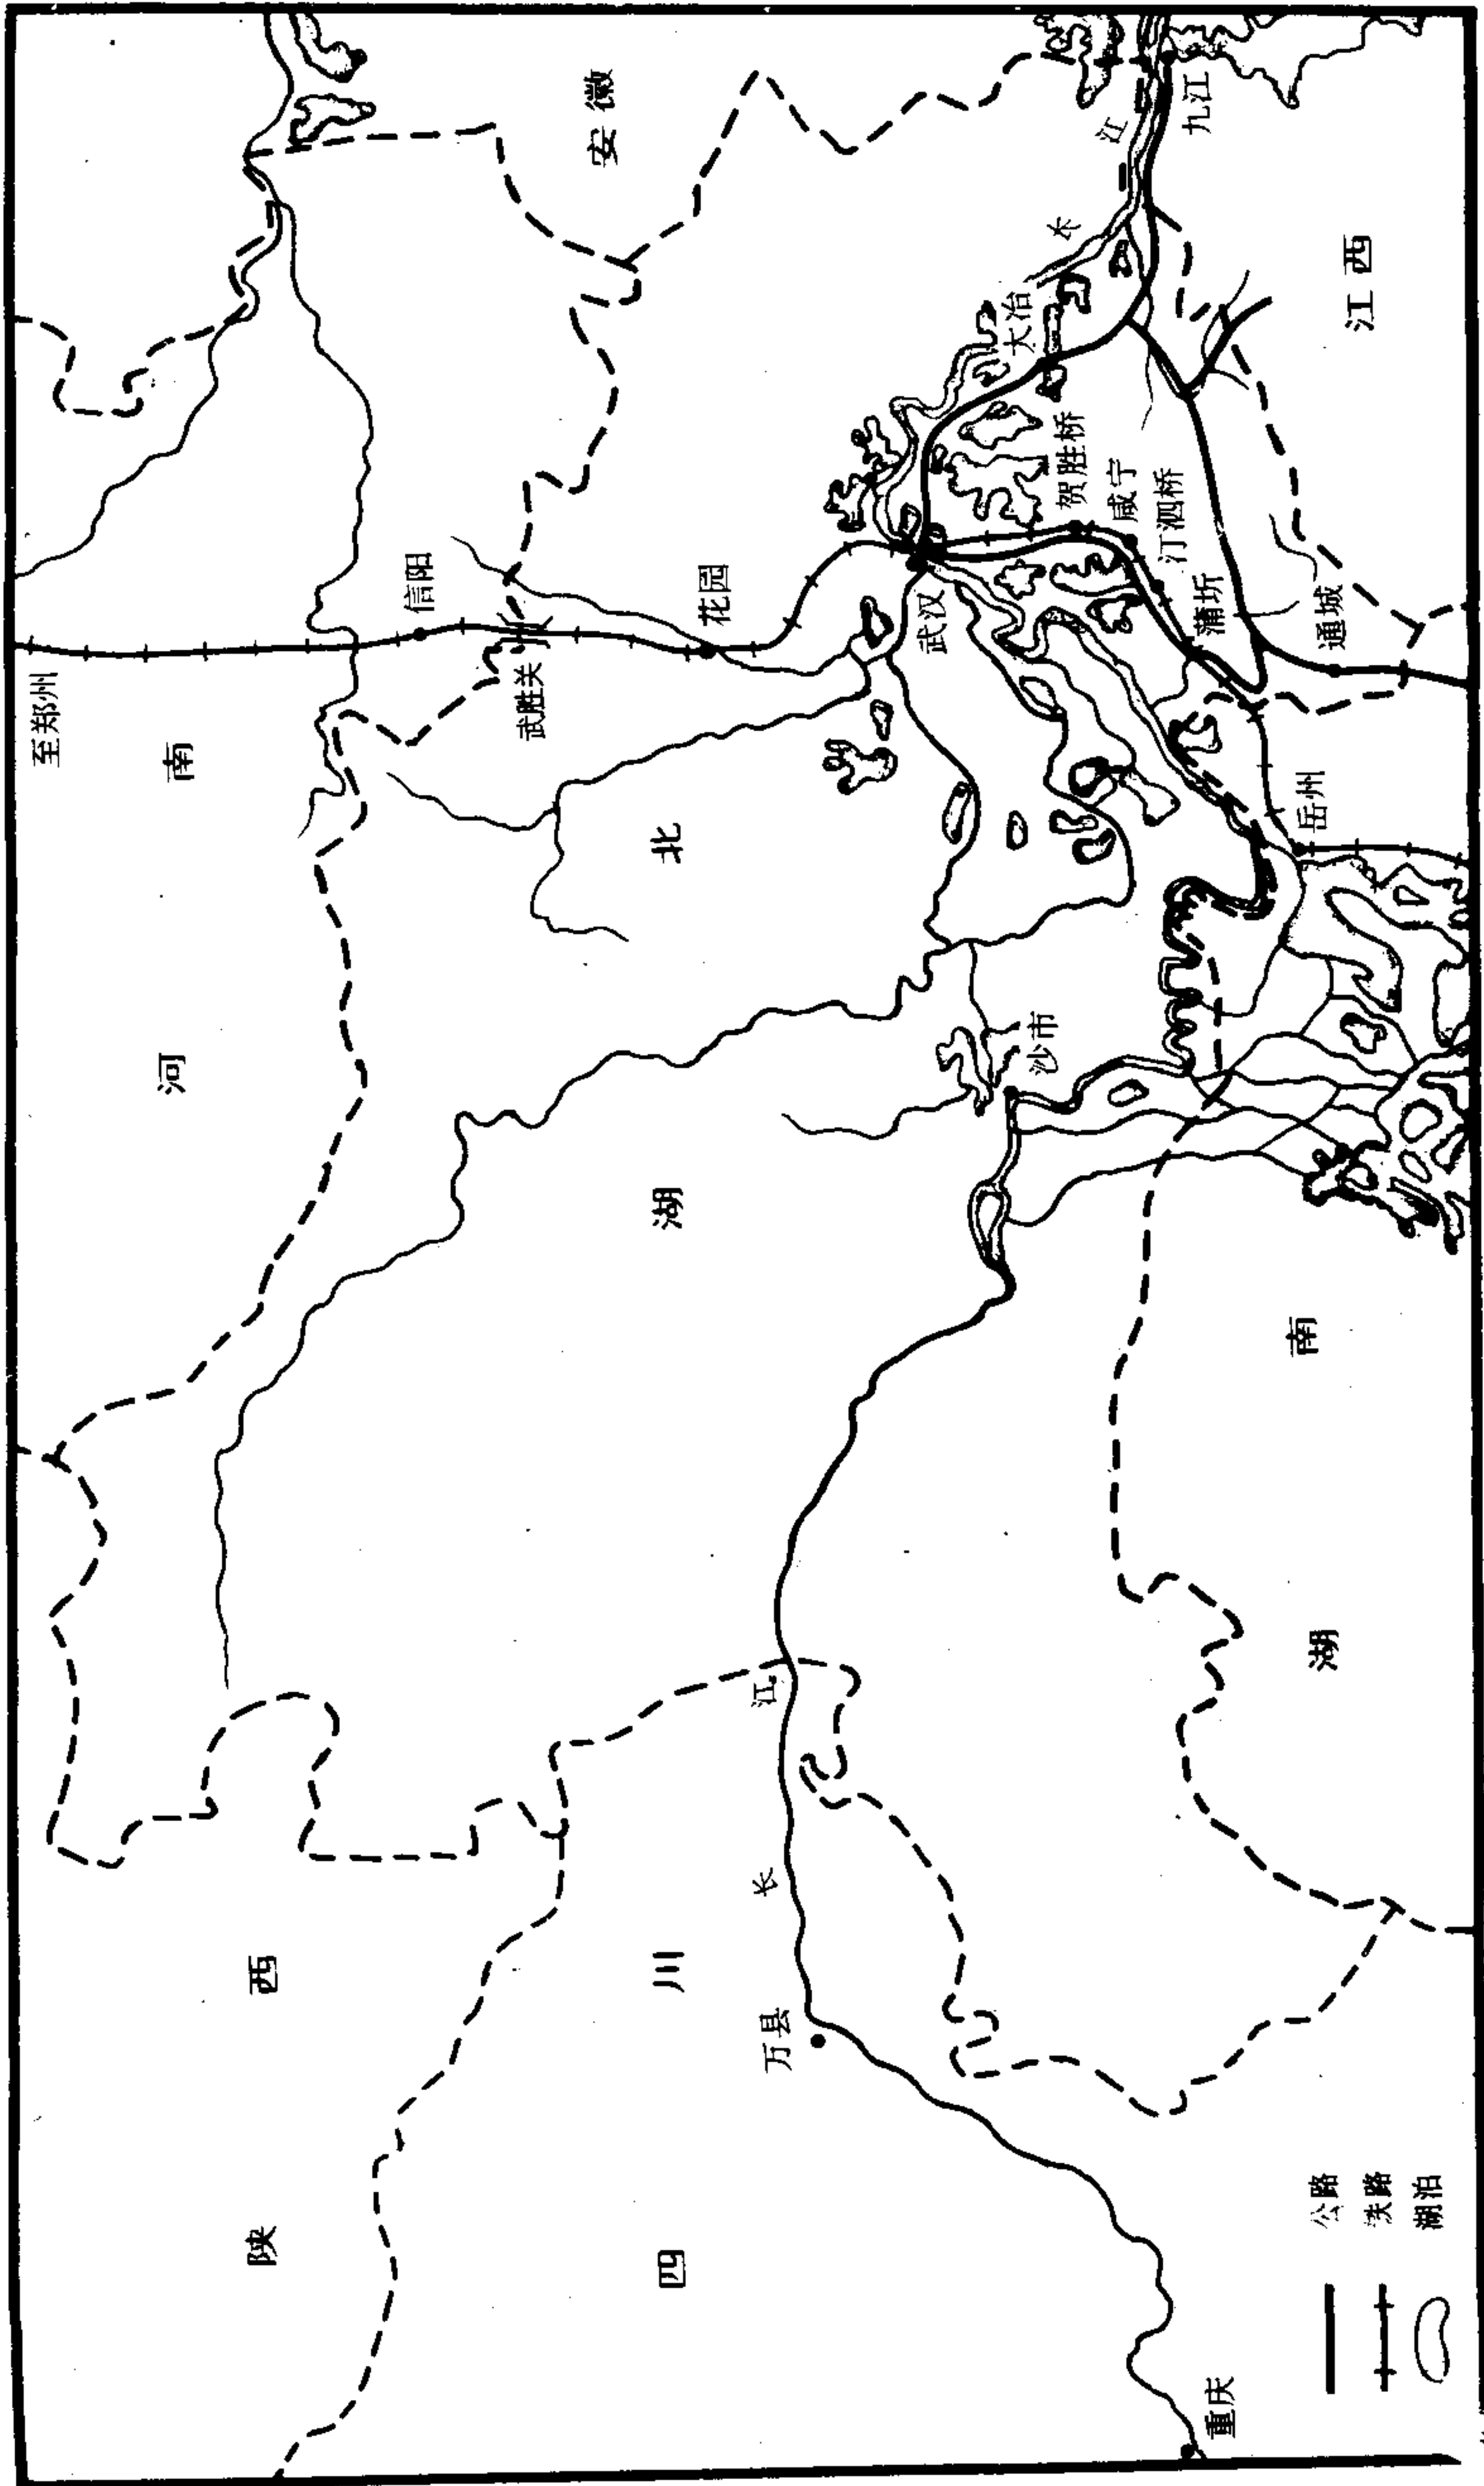 至郑州
河南
陕西
安徽
信阳
武胜关
花园
湖北
四川
长江
万县
武汉
大冶
江
九江
贺胜桥
咸宁
汀泗桥
蒲圻
通城
沙市
岳州
江西
湖南
重庆
公路
铁路
湖泊